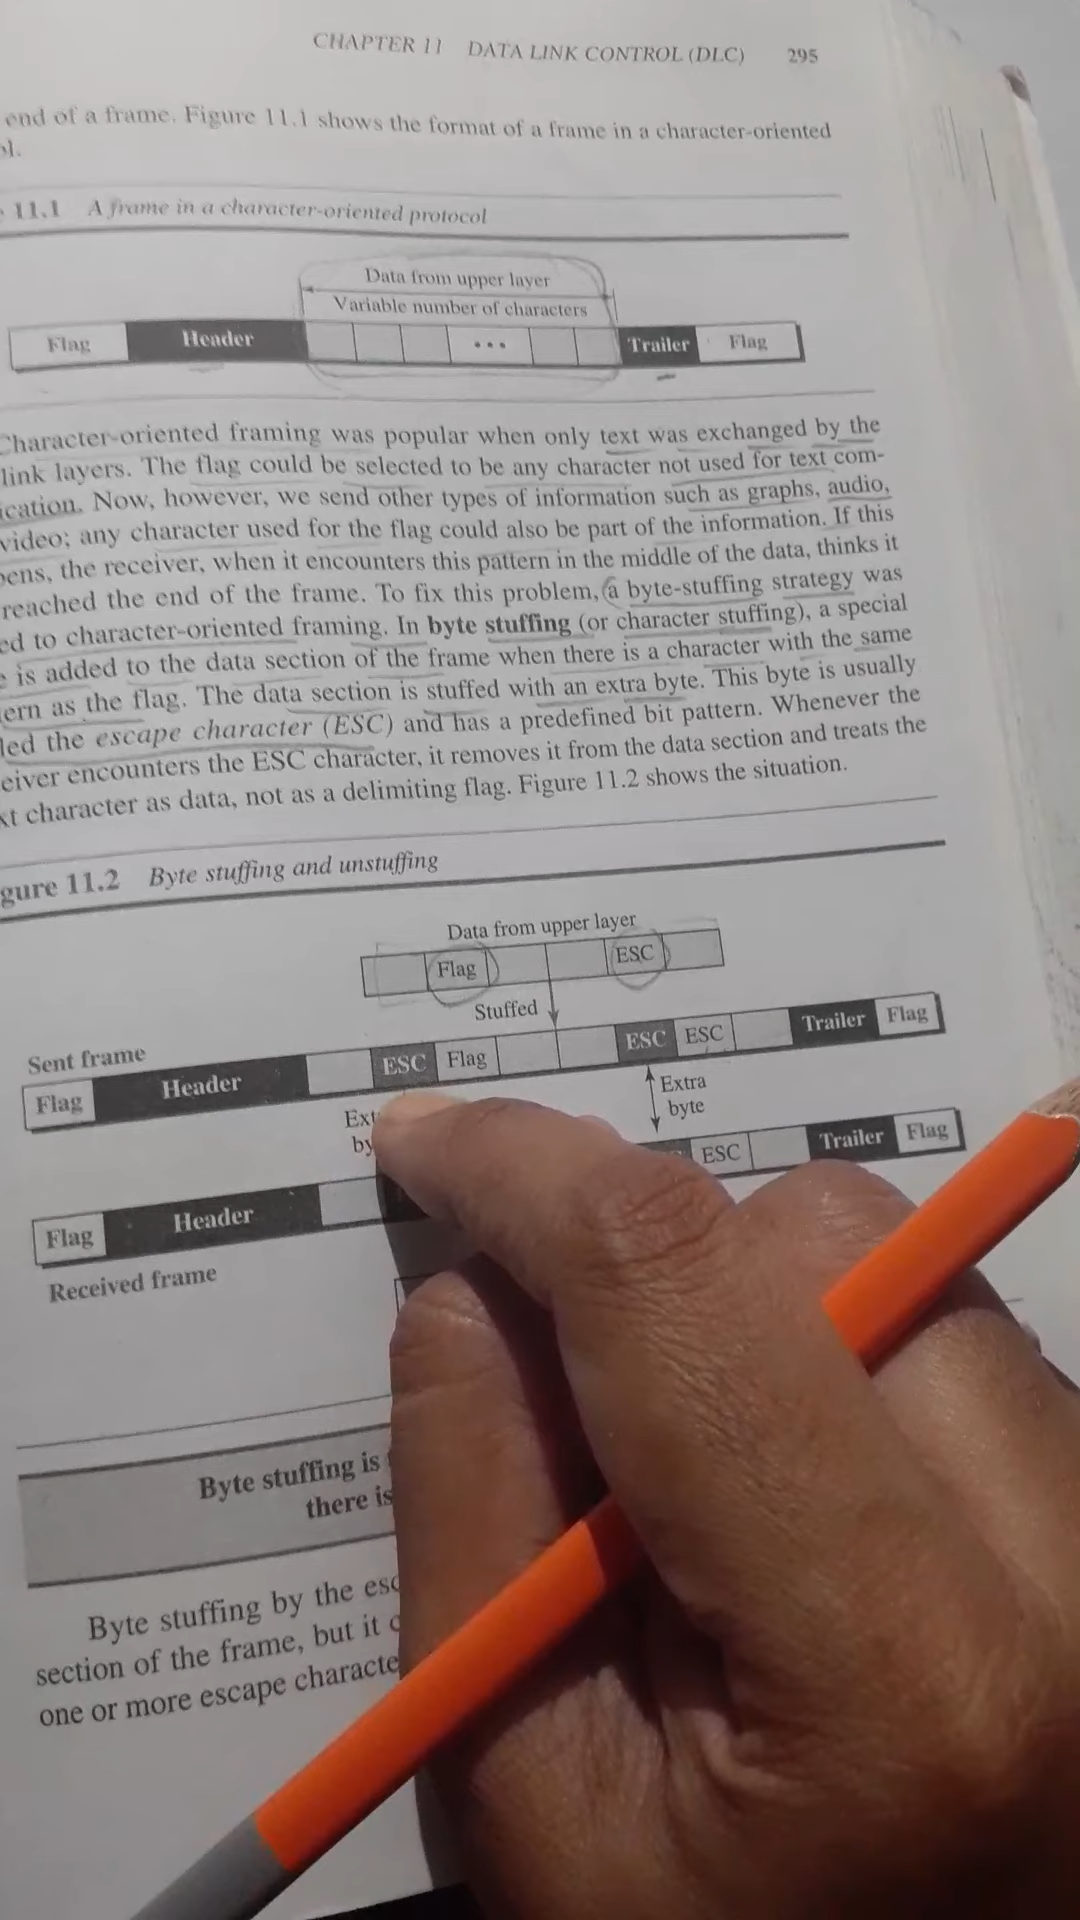 CHAPTER 11 DATA LINK CONTROL (DLC) 295
end of a frame. Figure 11.1 shows the format of a frame in a character-oriented
11.1 A frame in a character-oriented protocol
Data from upper layer
Variable number of characters
Flag Header ... Trailer Flag
Character-oriented framing was popular when only text was exchanged by the
link layers. The flag could be selected to be any character not used for text com-
ication. Now, however, we send other types of information such as graphs, audio,
video; any character used for the flag could also be part of the information. If this
pens, the receiver, when it encounters this pattern in the middle of the data, thinks it
reached the end of the frame. To fix this problem, a byte-stuffing strategy was
ed to character-oriented framing. In byte stuffing (or character stuffing), a special
e is added to the data section of the frame when there is a character with the same
ern as the flag. The data section is stuffed with an extra byte. This byte is usually
led the escape character (ESC) and has a predefined bit pattern. Whenever the
eiver encounters the ESC character, it removes it from the data section and treats the
xt character as data, not as a delimiting flag. Figure 11.2 shows the situation.
gure 11.2 Byte stuffing and unstuffing
Data from upper layer
Flag ESC
Stuffed
Sent frame
Flag Header ESC Flag ESC ESC Trailer Flag
Ext
by
Extra
byte
Flag Header ESC Trailer Flag
Received frame
Byte stuffing is
there is
Byte stuffing by the esc
section of the frame, but it c
one or more escape characte